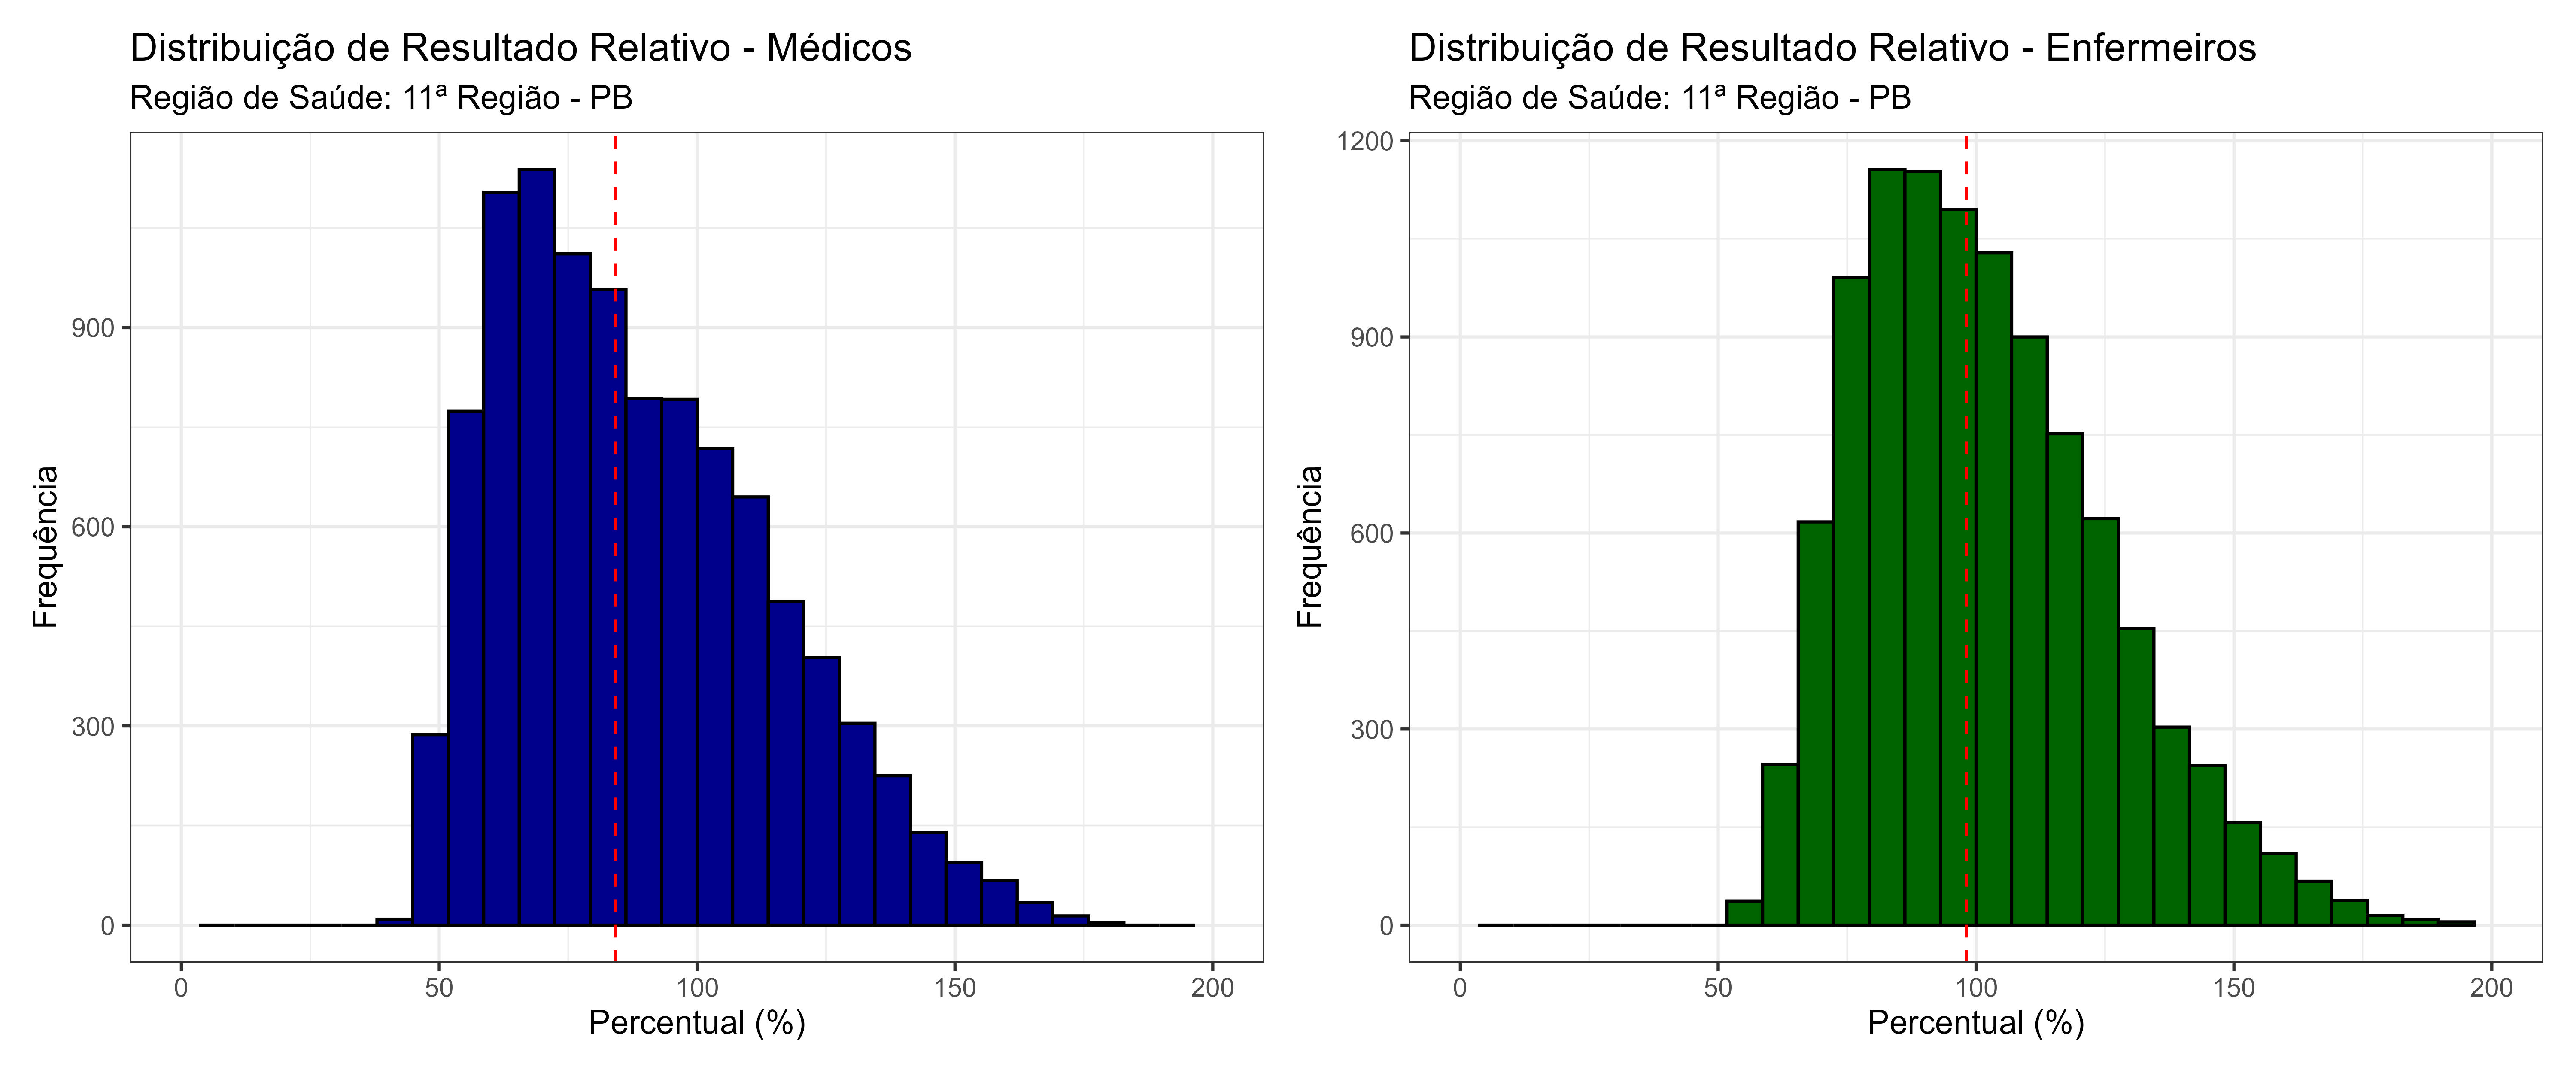 Distribuição de Resultado Relativo - Médicos
Região de Saúde: 11ª Região - PB
900
600
300
0
Frequência
0 50 100 150 200
Percentual (%)
Distribuição de Resultado Relativo - Enfermeiros
Região de Saúde: 11ª Região - PB
1200
900
600
300
0
Frequência
0 50 100 150 200
Percentual (%)